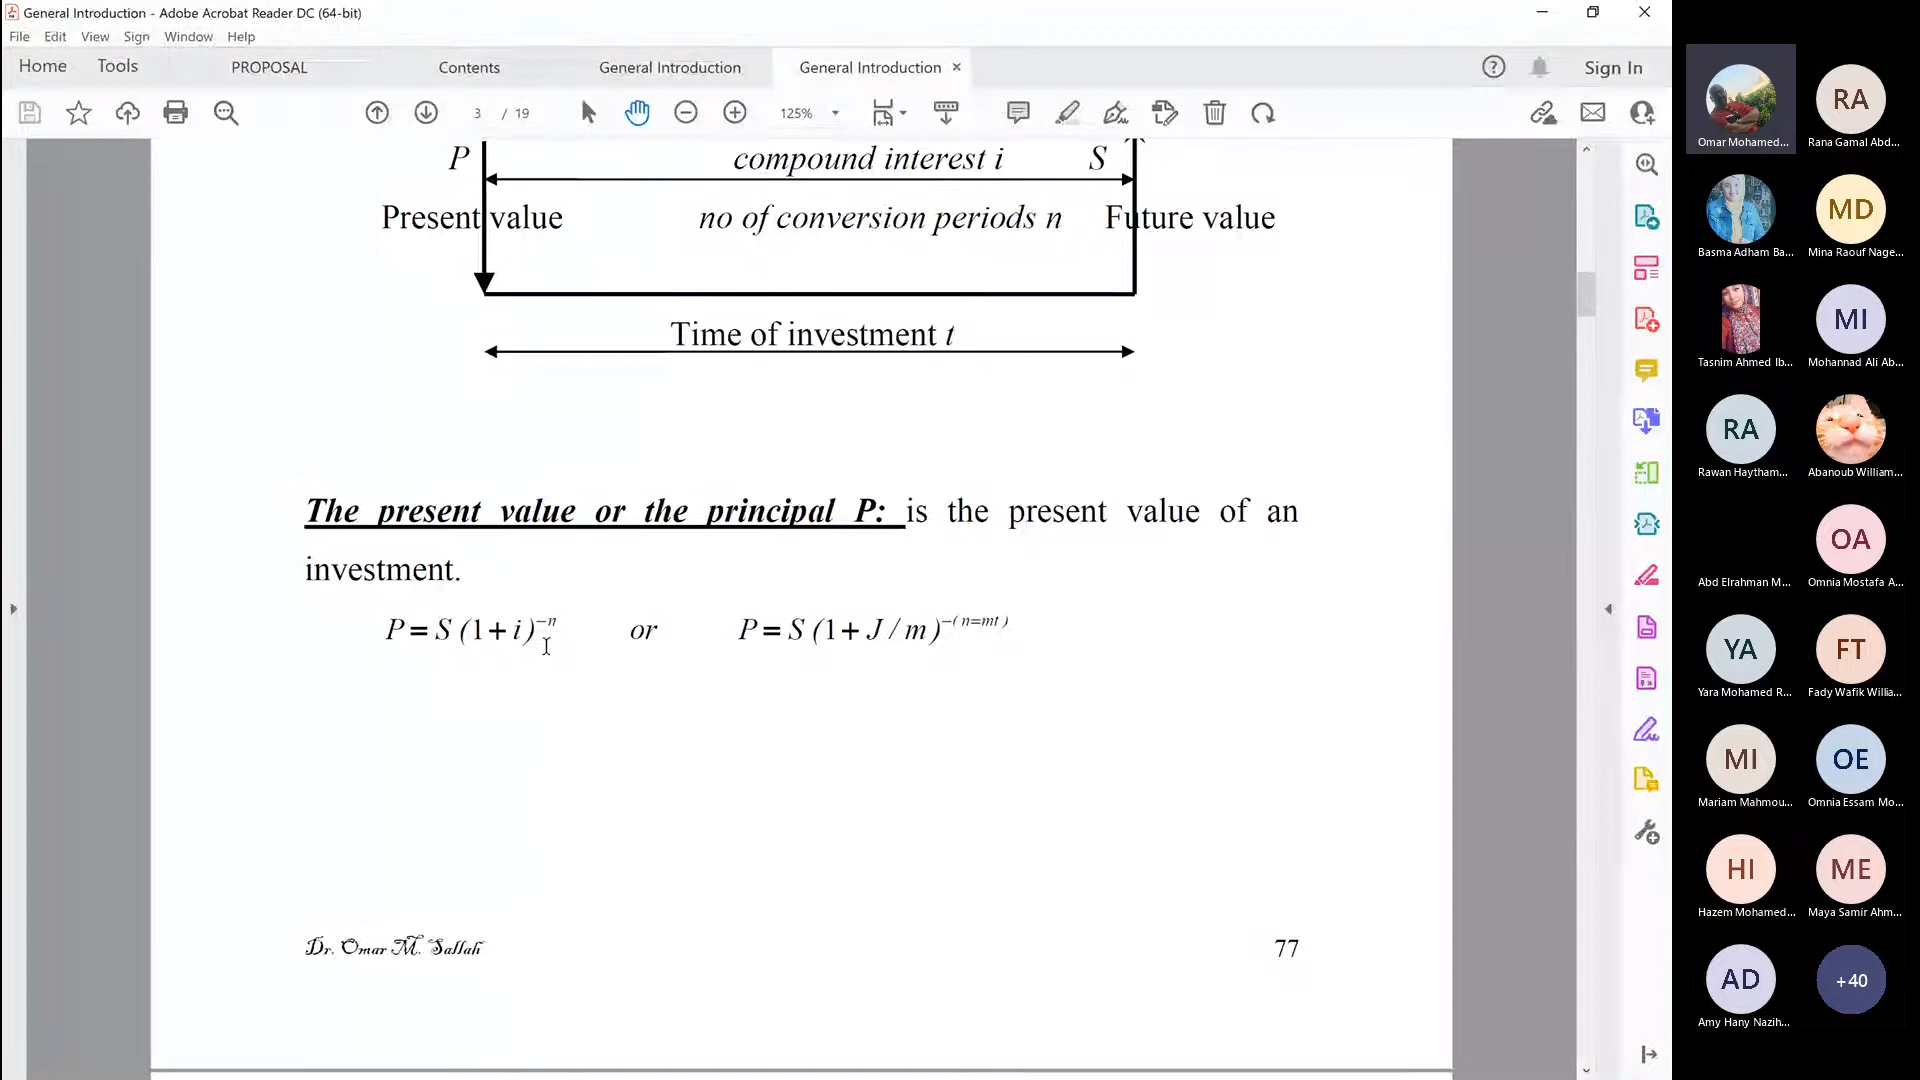 General Introduction - Adobe Acrobat Reader DC (64-bit)
File Edit View Sign Window Help
Home Tools PROPOSAL Contents General Introduction General Introduction × Sign In
3 / 19 125%
P compound interest i S
Present value no of conversion periods n Future value
Time of investment t
The present value or the principal P: is the present value of an
investment.
P = S (1 + i)^{-n} or P = S (1 + J / m)^{-(n=mt)}
Dr. Omar M. Sallah 77
Omar Mohamed...
RA
Rana Gamal Abd...
Basma Adham Ba...
MD
Mina Raouf Nage...
Tasnim Ahmed Ib...
MI
Mohannad Ali Ab...
RA
Rawan Haytham...
Abanoub William...
Abd Elrahman M...
OA
Omnia Mostafa A...
YA
Yara Mohamed R...
FT
Fady Wafik Willia...
MI
Mariam Mahmou...
OE
Omnia Essam Mo...
HI
Hazem Mohamed...
ME
Maya Samir Ahm...
AD
Amy Hany Nazih...
+40